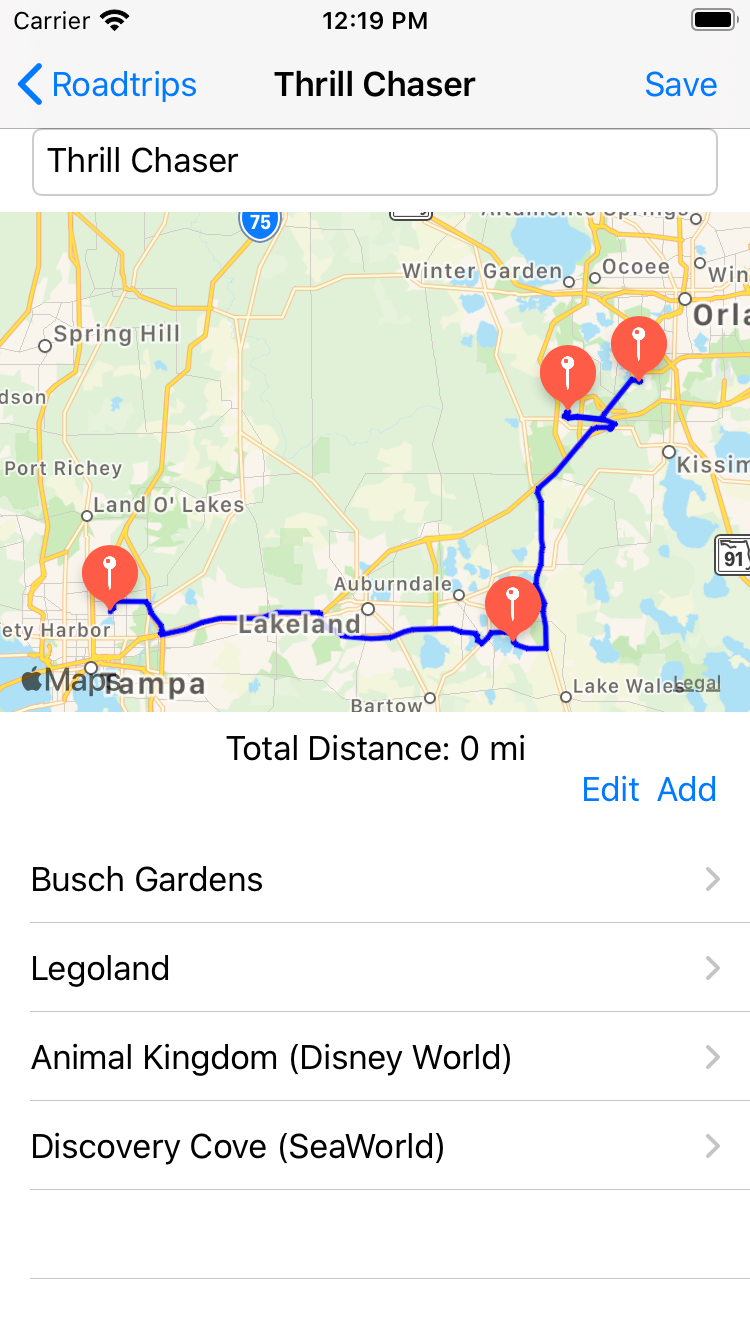 Carrier 12:19 PM
Roadtrips Thrill Chaser Save
Thrill Chaser
75
Altamonte Springs
Winter Garden Ocoee Win
Orla
Spring Hill
dson
Port Richey Kissim
Land O' Lakes
91
Auburndale
ety Harbor Lakeland
Maps Tampa Lake Wales Legal
Bartow
Total Distance: 0 mi
Edit Add
Busch Gardens
Legoland
Animal Kingdom (Disney World)
Discovery Cove (SeaWorld)